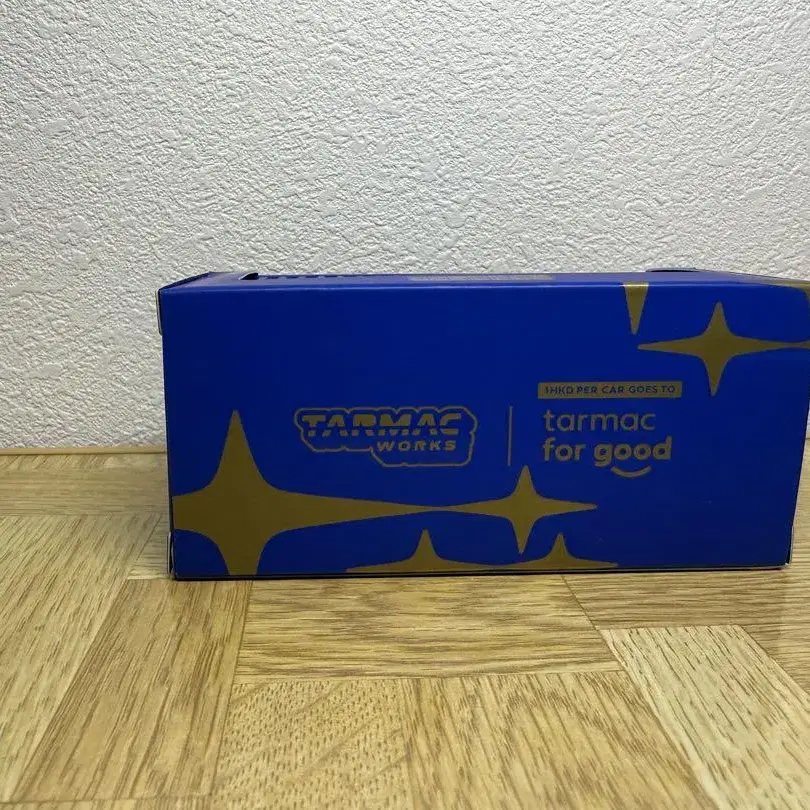 TARMAC
WORKS
1HKD PER CAR GOES TO
tarmac
for good